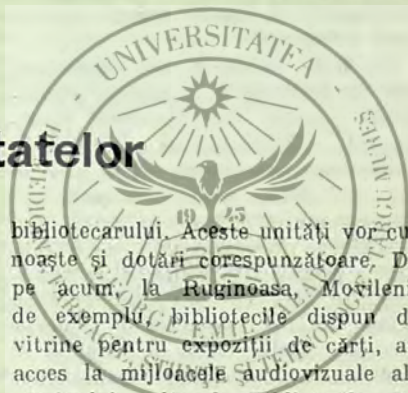 tatelor
bibliotecarului. Aceste unități vor cu-
noaște și dotări corespunzătoare. D
pe acum, la Ruginoasa, Movileni
de exemplu, bibliotecile dispun d
vitrine pentru expoziții de cărți, a
acces la mijloacele audiovizuale al
UNIVERSITATEA
19 45